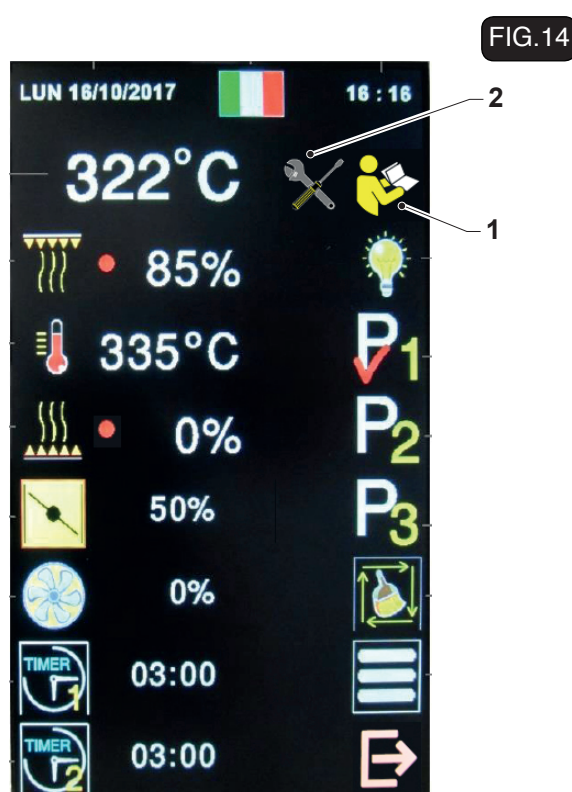 FIG.14
LUN 16/10/2017 16 : 16
2
322°C
1
85%
335°C P1
0% P2
50% P3
0%
TIMER 1 03:00
TIMER 2 03:00